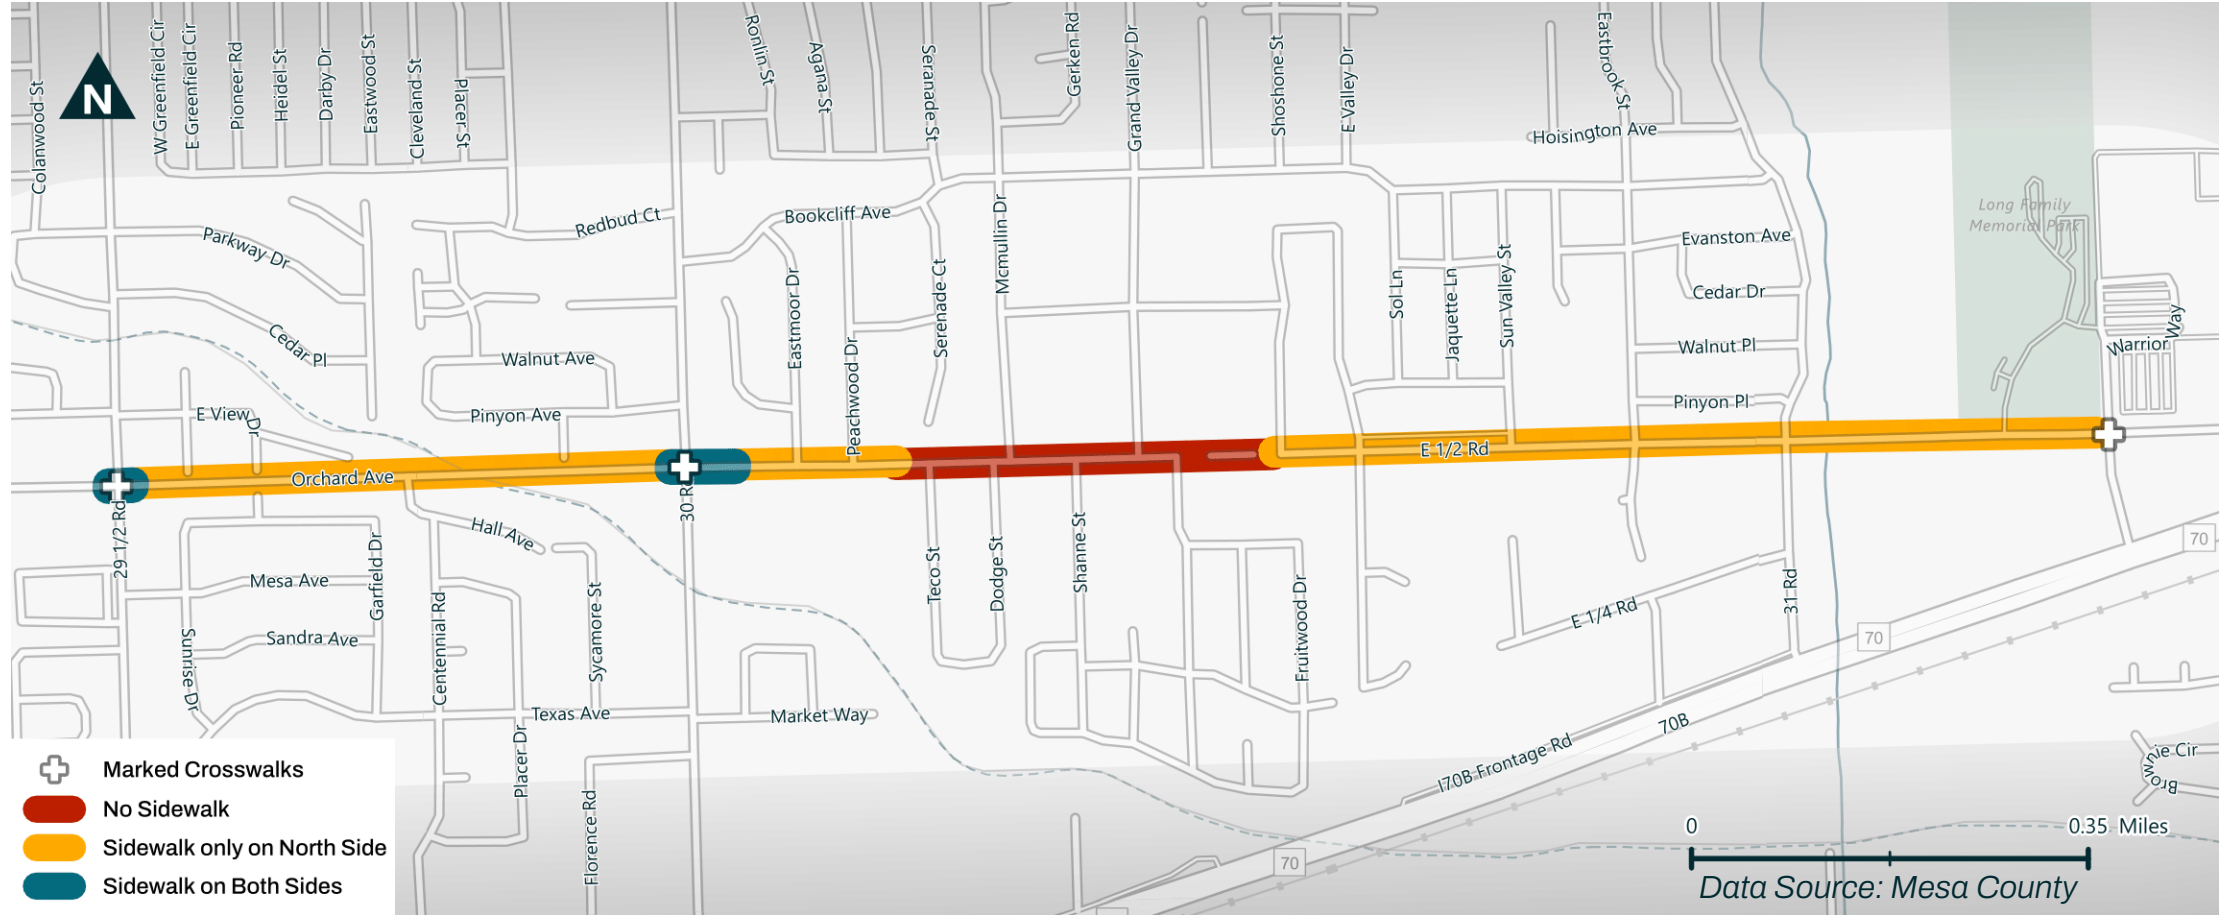 Colanwood St
N
W Greenfield Cir
E Greenfield Cir
Pioneer Rd
Heidel St
Darby Dr
Eastwood St
Cleveland St
Placer St
Ronlin St
Agana St
Seranade St
Gerken Rd
Grand Valley Dr
Shoshone St
E Valley Dr
Eastbrook St
Hoisington Ave
Long Family
Memorial Park
Parkway Dr
Redbud Ct
Bookcliff Ave
Mcmullin Dr
Evanston Ave
Cedar Dr
Walnut Pl
Pinyon Pl
Sol Ln
Jaquette Ln
Sun Valley St
Warrior Way
Cedar Pl
Walnut Ave
Pinyon Ave
Eastmoor Dr
Peachwood Dr
Serenade Ct
E View Dr
Orchard Ave
E 1/2 Rd
29 1/2 Rd
30 Rd
Hall Ave
Garfield Dr
Mesa Ave
Sandra Ave
Sunrise Dr
Centennial Rd
Sycamore St
Texas Ave
Market Way
Placer Dr
Florence Rd
Teco St
Dodge St
Shanne St
Fruitwood Dr
E 1/4 Rd
31 Rd
70
70
70
I70B Frontage Rd
70B
Brownie Cir
Marked Crosswalks
No Sidewalk
Sidewalk only on North Side
Sidewalk on Both Sides
0
0.35 Miles
Data Source: Mesa County